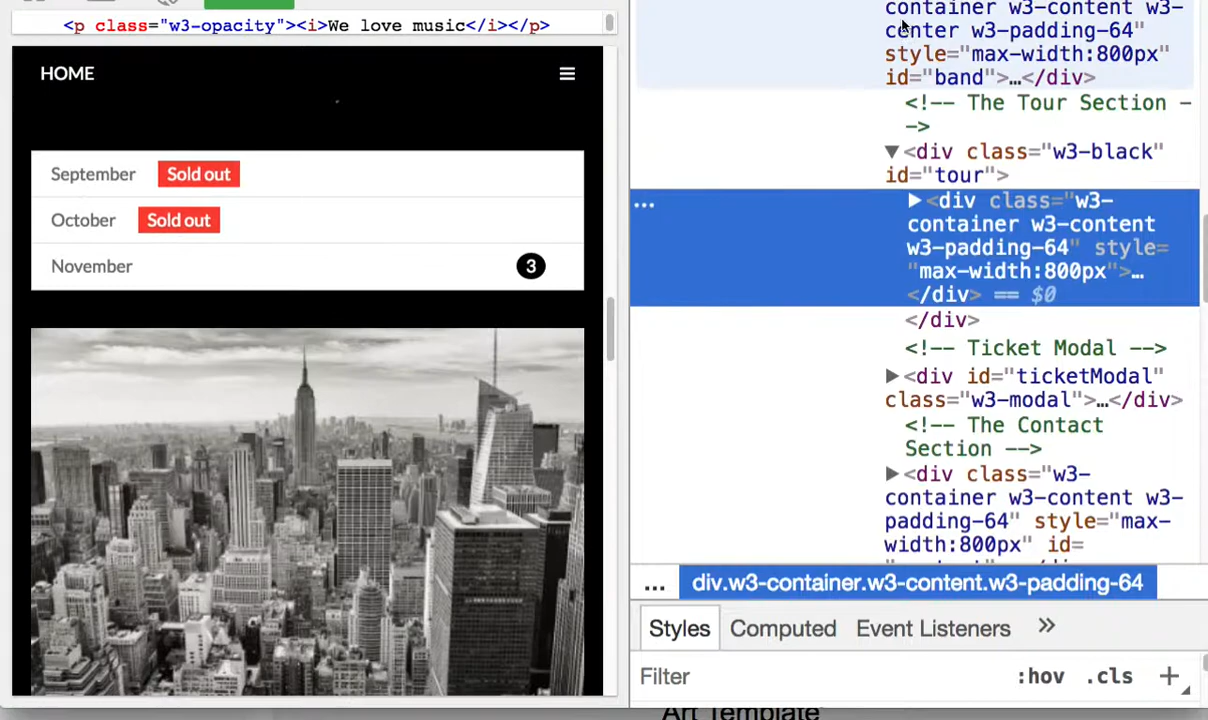 <p class="w3-opacity"><i>We love music</i></p>
HOME
September Sold out
October Sold out
November 3
container w3-content w3-
center w3-padding-64"
style="max-width:800px"
id="band">…</div>
<!-- The Tour Section -
->
▼<div class="w3-black"
id="tour">
... ▶<div class="w3-
container w3-content
w3-padding-64" style=
"max-width:800px">…
</div> == $0
</div>
<!-- Ticket Modal -->
▶<div id="ticketModal"
class="w3-modal">…</div>
<!-- The Contact
Section -->
▶<div class="w3-
container w3-content w3-
padding-64" style="max-
width:800px" id=
... div.w3-container.w3-content.w3-padding-64
Styles Computed Event Listeners »
Filter :hov .cls +
Art Template